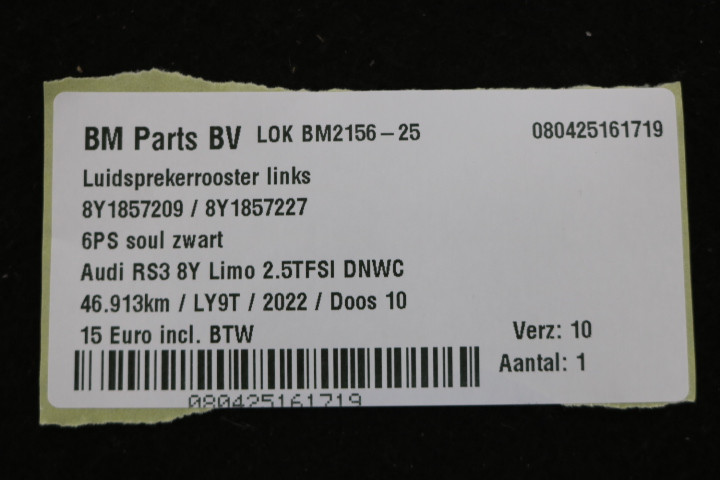 BM Parts BV LOK BM2156-25 080425161719
Luidsprekerrooster links
8Y1857209 / 8Y1857227
6PS soul zwart
Audi RS3 8Y Limo 2.5TFSI DNWC
46.913km / LY9T / 2022 / Doos 10
15 Euro incl. BTW Verz: 10
Aantal: 1
080425161719